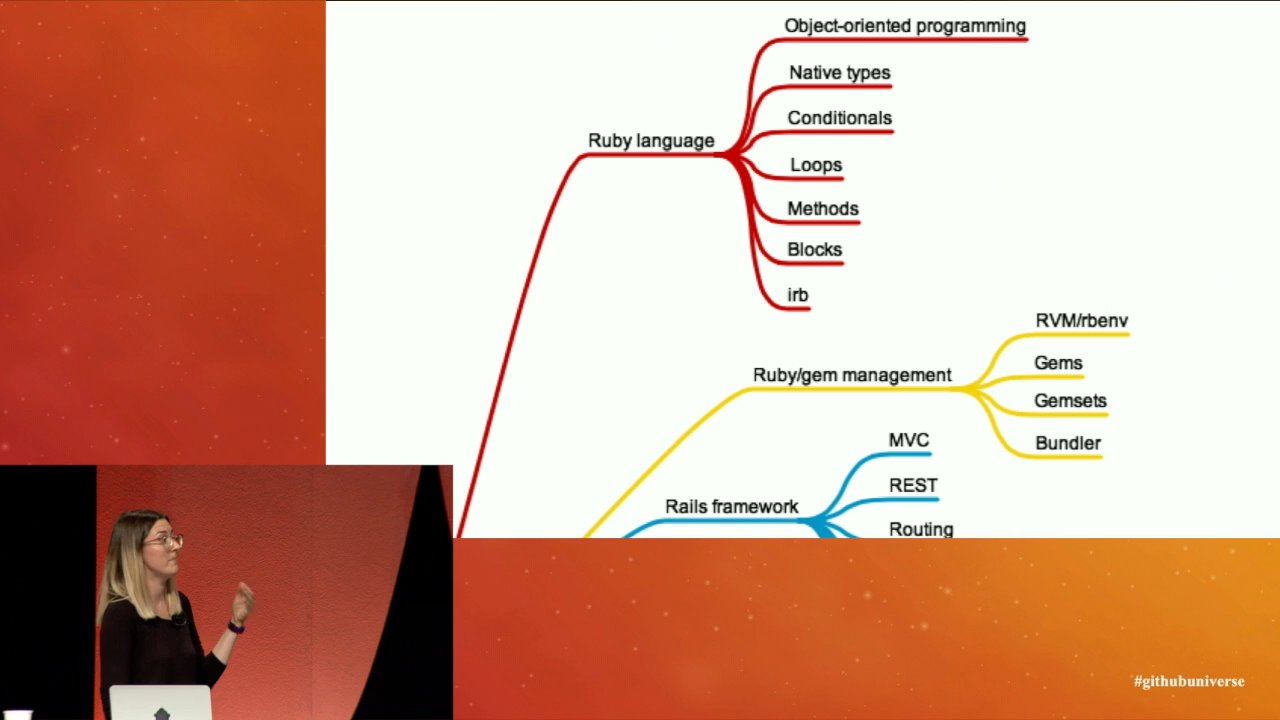 Object-oriented programming
Native types
Conditionals
Ruby language
Loops
Methods
Blocks
irb
RVM/rbenv
Ruby/gem management
Gems
Gemsets
Bundler
MVC
REST
Rails framework
Routing
#githubuniverse